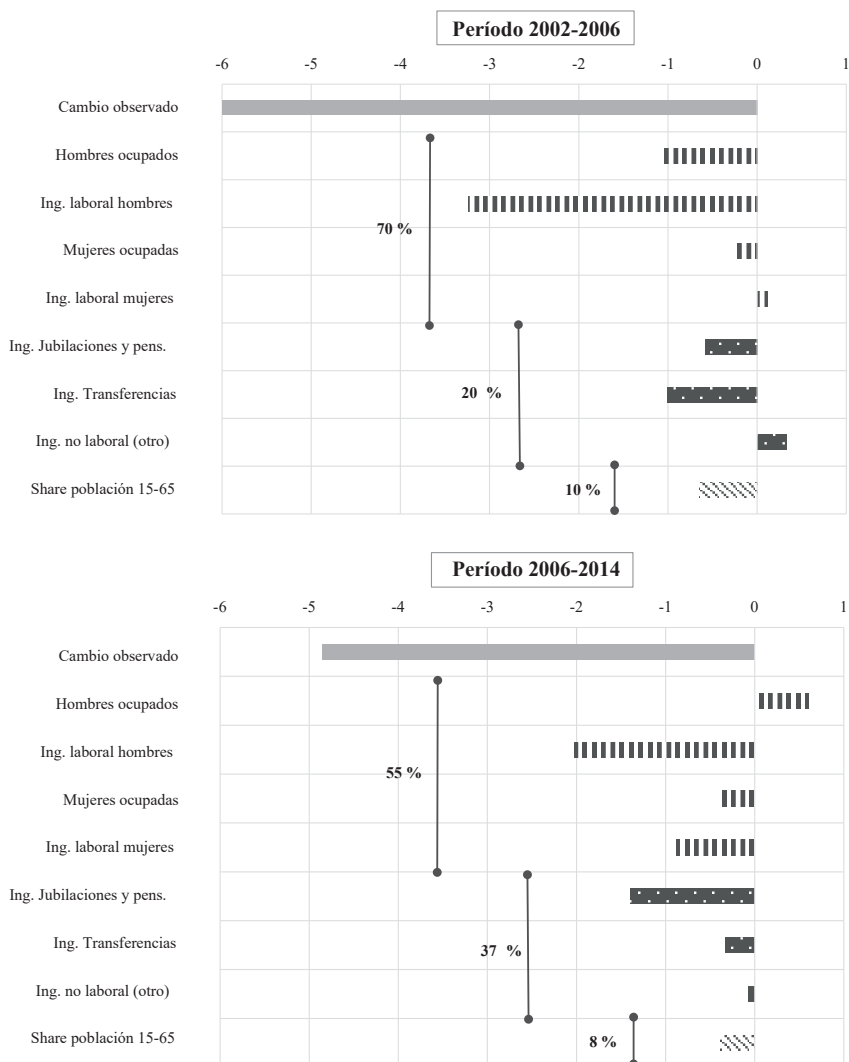 Período 2002-2006
-6 -5 -4 -3 -2 -1 0 1
Cambio observado
Hombres ocupados
Ing. laboral hombres
70 %
Mujeres ocupadas
Ing. laboral mujeres
Ing. Jubilaciones y pens.
Ing. Transferencias
20 %
Ing. no laboral (otro)
Share población 15-65
10 %
Período 2006-2014
-6 -5 -4 -3 -2 -1 0 1
Cambio observado
Hombres ocupados
Ing. laboral hombres
55 %
Mujeres ocupadas
Ing. laboral mujeres
Ing. Jubilaciones y pens.
Ing. Transferencias
37 %
Ing. no laboral (otro)
Share población 15-65
8 %